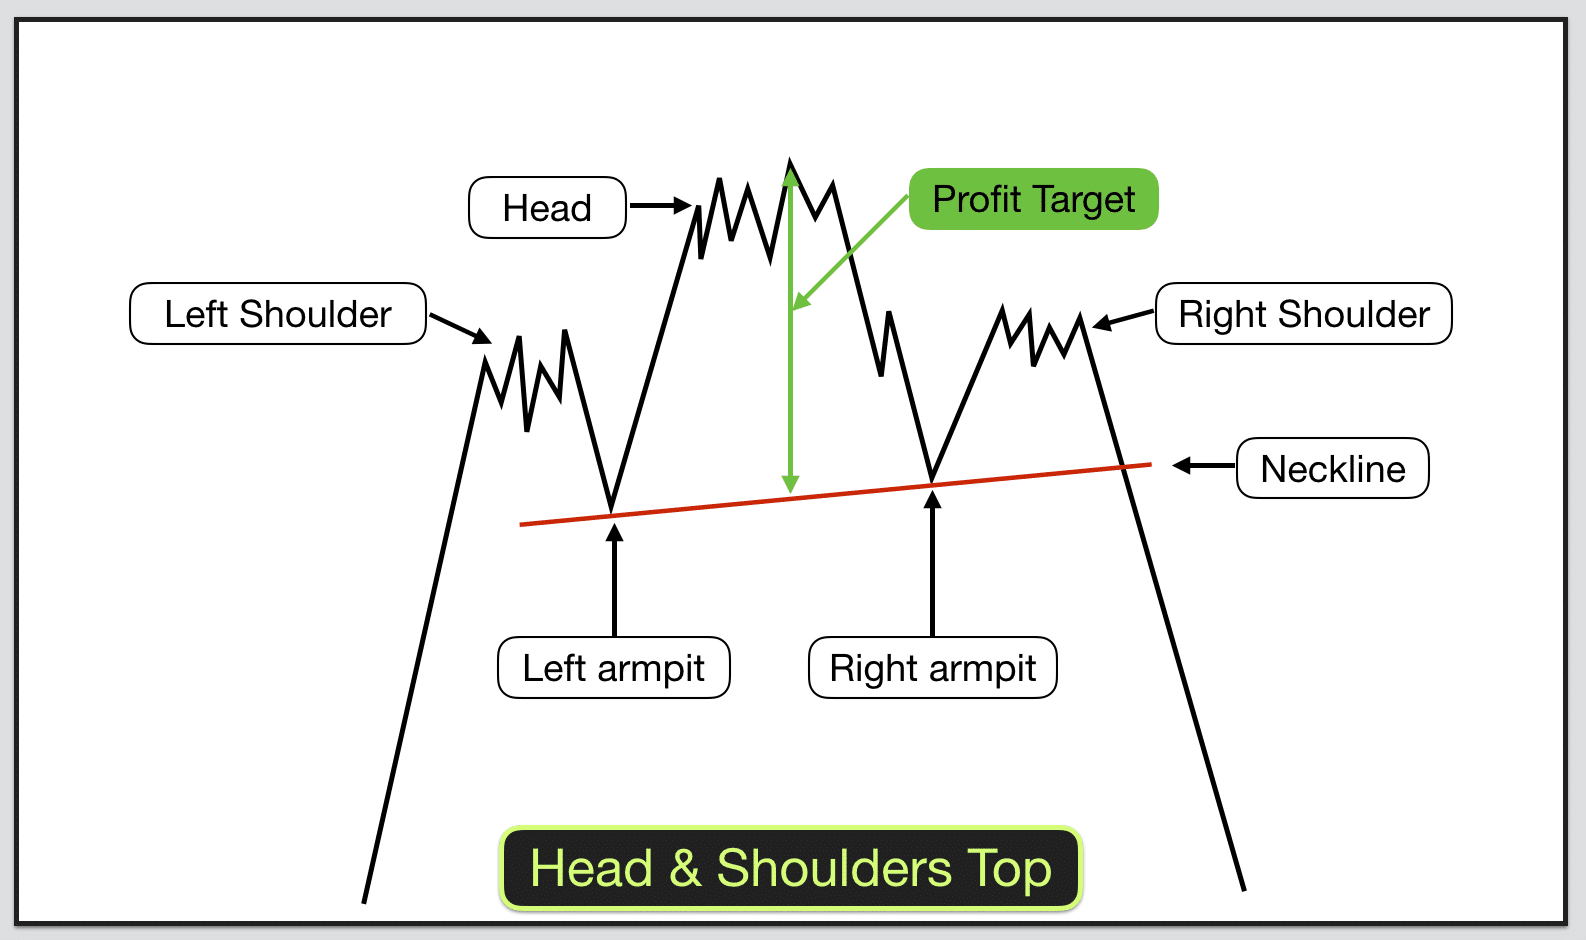 Head
Profit Target
Left Shoulder
Right Shoulder
Neckline
Left armpit
Right armpit
Head & Shoulders Top